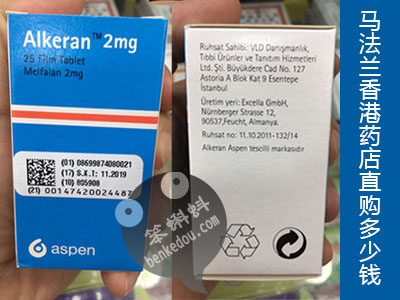 Alkeran™ 2mg
25 Film Tablet
Melfalan 2mg
(01) 08699874080021
(17) S.K.T: 11.2019
(10) 805908
(21) 00147420024487
aspen
Ruhsat Sahibi: VLD Danışmanlık,
Tıbbi Ürünler ve Tanıtım Hizmetleri
Ltd. Şti. Büyükdere Cad No. 127
Astoria A Blok Kat 9 Esentepe
İstanbul
Üretim yeri: Excella GmbH,
Nürnberger Strasse 12,
90537,Feucht, Almanya.
Ruhsat no: 11.10.2011-132/14
Alkeran Aspen tescilli markasıdır
笨蝌蚪
benkedou.com
马法兰香港药店直购多少钱